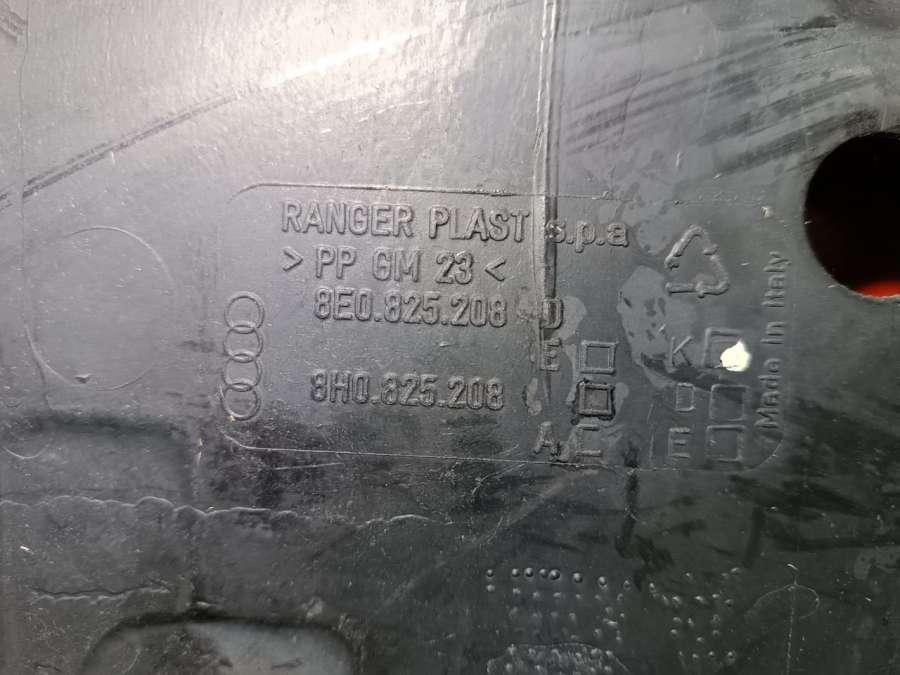 RANGER PLAST s.p.a
> PP GM 23 <
8E0.825.208 D
E K
8H0.825.208
A F
Made in Italy